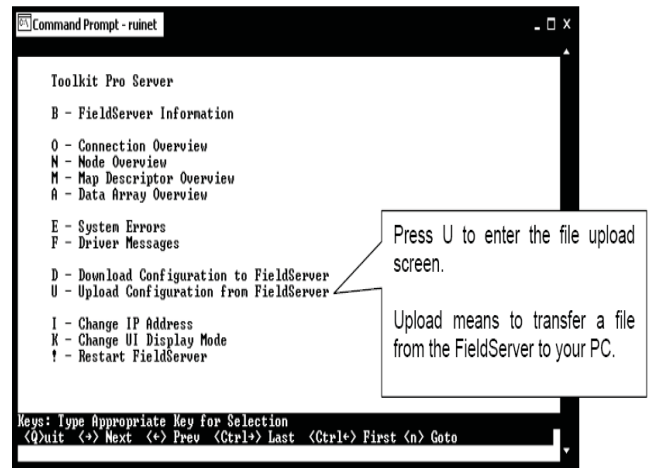 Command Prompt - ruinet
Toolkit Pro Server
B - FieldServer Information
O - Connection Overview
N - Node Overview
M - Map Descriptor Overview
A - Data Array Overview
E - System Errors
F - Driver Messages
D - Download Configuration to FieldServer
U - Upload Configuration from FieldServer
I - Change IP Address
K - Change UI Display Mode
! - Restart FieldServer
Press U to enter the file upload
screen.
Upload means to transfer a file
from the FieldServer to your PC.
Keys: Type Appropriate Key for Selection
<Q>uit <→> Next <←> Prev <Ctrl→> Last <Ctrl←> First <n> Goto